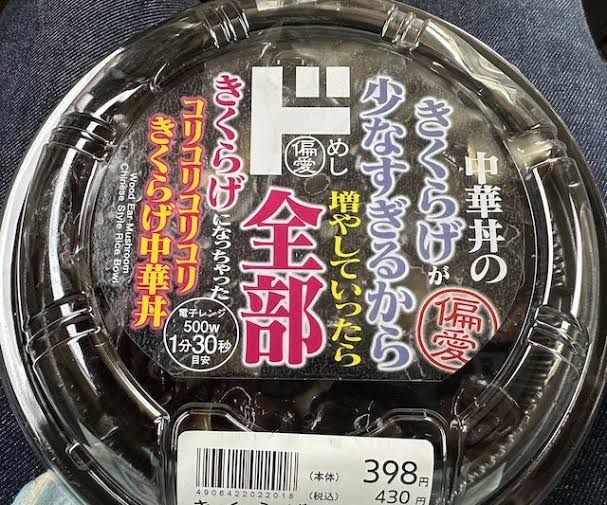 中華丼の
きくらげが
少なすぎるから
増やしていったら
全部
きくらげになっちゃった
コリコリコリコリ
きくらげ中華丼
Wood Ear Mushroom
Chinese Style Rice Bowl
偏愛
ド
偏愛
めし
電子レンジ
500w
1分30秒
目安
4906422022018
(本体) 398円
(税込) 430円